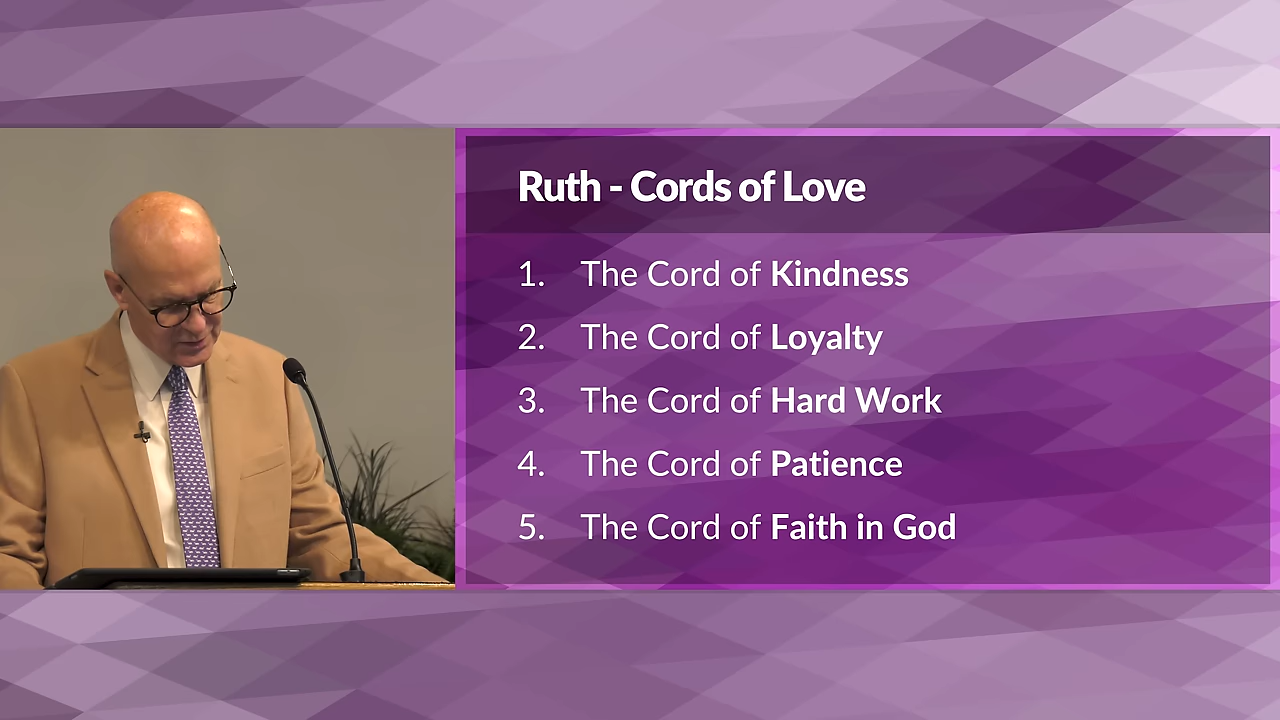 Ruth - Cords of Love
1. The Cord of Kindness
2. The Cord of Loyalty
3. The Cord of Hard Work
4. The Cord of Patience
5. The Cord of Faith in God